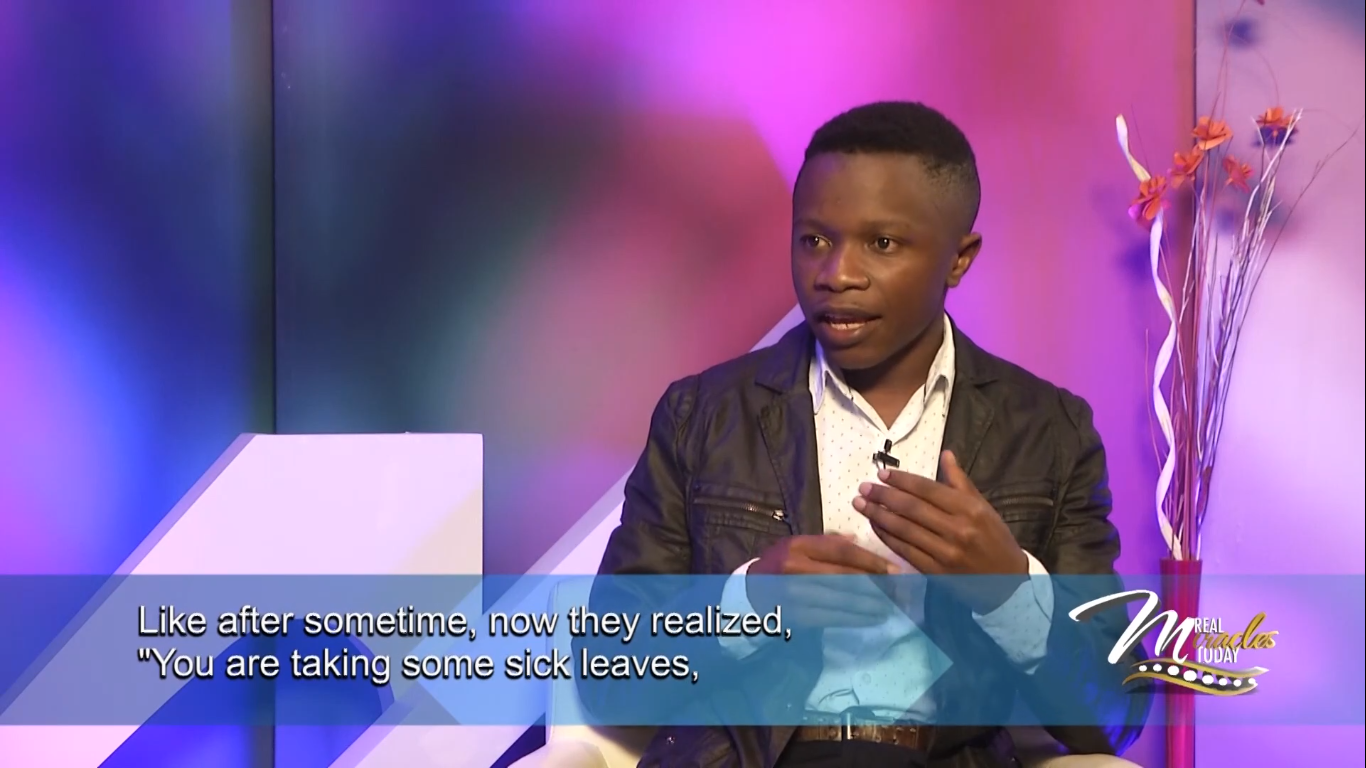 Like after sometime, now they realized,
"You are taking some sick leaves,
REAL
Miracles
TODAY